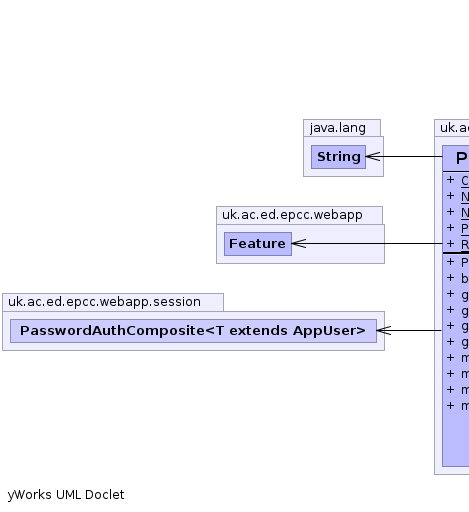 java.lang
String
uk.ac.ed.epcc.webapp
Feature
uk.ac.ed.epcc.webapp.session
PasswordAuthComposite<T extends AppUser>
uk.ac
P
+ C
+ N
+ N
+ P
+ R
+ P
+ b
+ g
+ g
+ g
+ g
+ m
+ m
+ m
+ m
yWorks UML Doclet